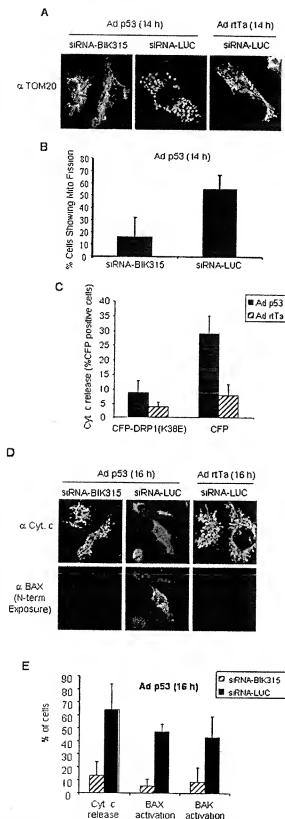 A
Ad p53 (14 h) Ad rtTa (14 h)
siRNA-BIK315 siRNA-LUC siRNA-LUC
α TOM20
B
Ad p53 (14 h)
% Cells Showing Mito Fission
80
70
60
50
40
30
20
10
0
siRNA-BIK315 siRNA-LUC
C
Ad p53
Ad rtTa
Cyt. c release (%CFP positive cells)
40
35
30
25
20
15
10
5
0
CFP-DRP1(K38E) CFP
D
Ad p53 (16 h) Ad rtTa (16 h)
siRNA-BIK315 siRNA-LUC siRNA-LUC
α Cyt. c
α BAX
(N-term
Exposure)
E
Ad p53 (16 h)
siRNA-BIK315
siRNA-LUC
% of cells
90
80
70
60
50
40
30
20
10
0
Cyt c release BAX activation BAK activation